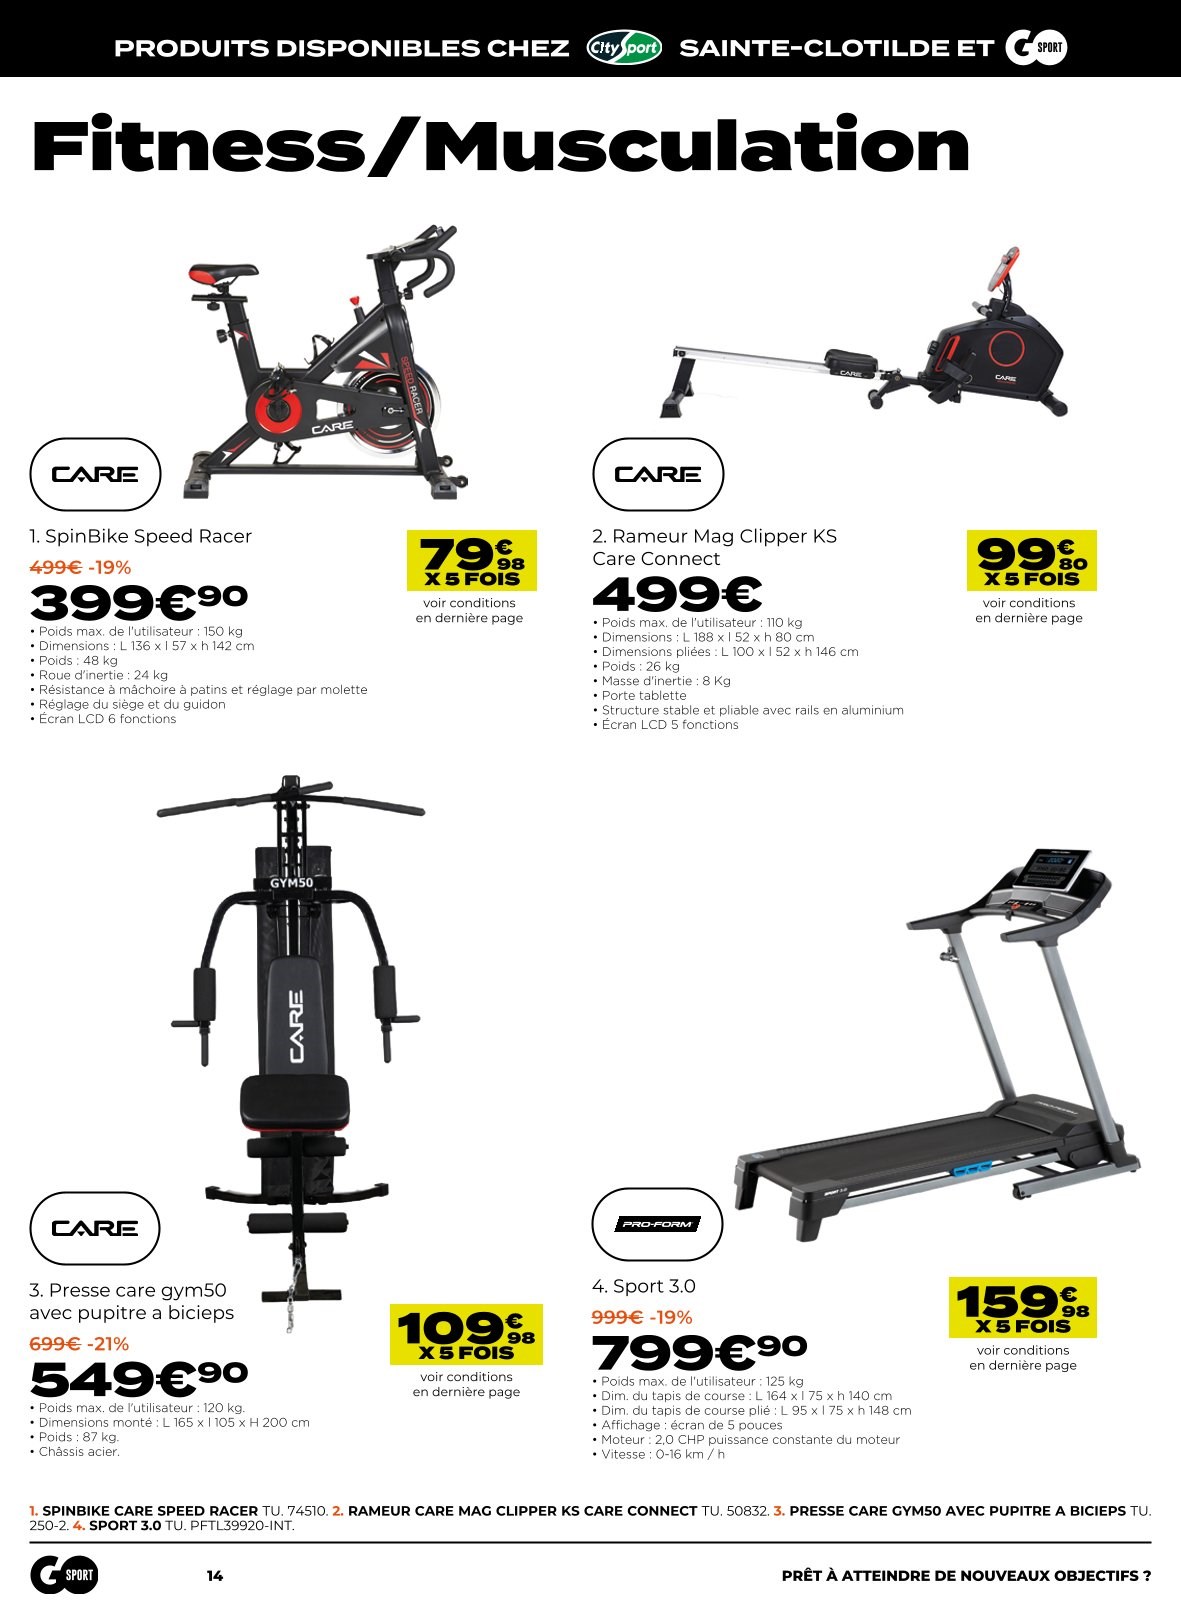 PRODUITS DISPONIBLES CHEZ City Sport SAINTE-CLOTILDE ET GO SPORT
Fitness/Musculation
SPEED RACER
CARE
CARE
CARE
CARE
CARE
1. SpinBike Speed Racer
499€ -19%
399€90
• Poids max. de l'utilisateur : 150 kg
• Dimensions : L 136 x l 57 x h 142 cm
• Poids : 48 kg
• Roue d'inertie : 24 kg
• Résistance à mâchoire à patins et réglage par molette
• Réglage du siège et du guidon
• Écran LCD 6 fonctions
79€98
X 5 FOIS
voir conditions
en dernière page
2. Rameur Mag Clipper KS
Care Connect
499€
• Poids max. de l'utilisateur : 110 kg
• Dimensions : L 188 x l 52 x h 80 cm
• Dimensions pliées : L 100 x l 52 x h 146 cm
• Poids : 26 kg
• Masse d'inertie : 8 Kg
• Porte tablette
• Structure stable et pliable avec rails en aluminium
• Écran LCD 5 fonctions
99€80
X 5 FOIS
voir conditions
en dernière page
GYM50
CARE
CARE
3. Presse care gym50
avec pupitre a biceps
699€ -21%
549€90
• Poids max. de l'utilisateur : 120 kg.
• Dimensions monté : L 165 x l 105 x H 200 cm
• Poids : 87 kg.
• Châssis acier.
109€98
X 5 FOIS
voir conditions
en dernière page
SPORT 3.0
PRO-FORM
4. Sport 3.0
999€ -19%
799€90
• Poids max. de l'utilisateur : 125 kg
• Dim. du tapis de course : L 164 x l 75 x h 140 cm
• Dim. du tapis de course plié : L 95 x l 75 x h 148 cm
• Affichage : écran de 5 pouces
• Moteur : 2,0 CHP puissance constante du moteur
• Vitesse : 0-16 km / h
159€98
X 5 FOIS
voir conditions
en dernière page
1. SPINBIKE CARE SPEED RACER TU. 74510. 2. RAMEUR CARE MAG CLIPPER KS CARE CONNECT TU. 50832. 3. PRESSE CARE GYM50 AVEC PUPITRE A BICIEPS TU.
250-2. 4. SPORT 3.0 TU. PFTL39920-INT.
GO SPORT
14
PRÊT À ATTEINDRE DE NOUVEAUX OBJECTIFS ?